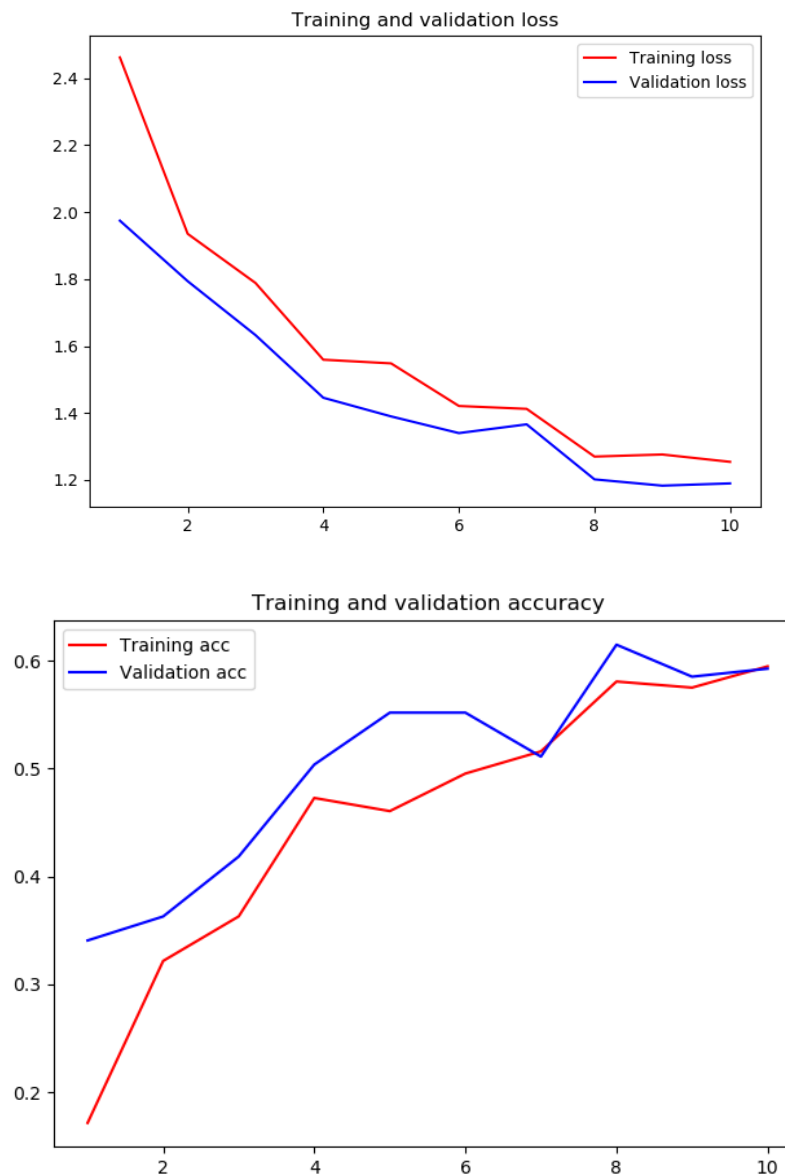 Training and validation loss
Training loss
Validation loss
2.4
2.2
2.0
1.8
1.6
1.4
1.2
2 4 6 8 10
Training and validation accuracy
Training acc
Validation acc
0.6
0.5
0.4
0.3
0.2
2 4 6 8 10